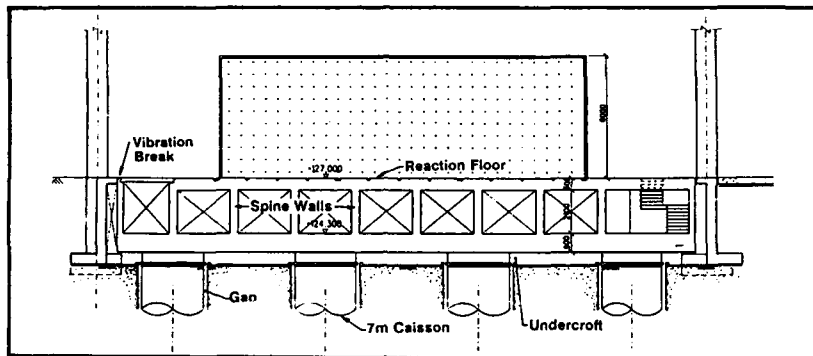 Vibration
Break
-127,000
Reaction Floor
6000
Spine Walls
-124,300
Gap
7m Caisson
Undercroft